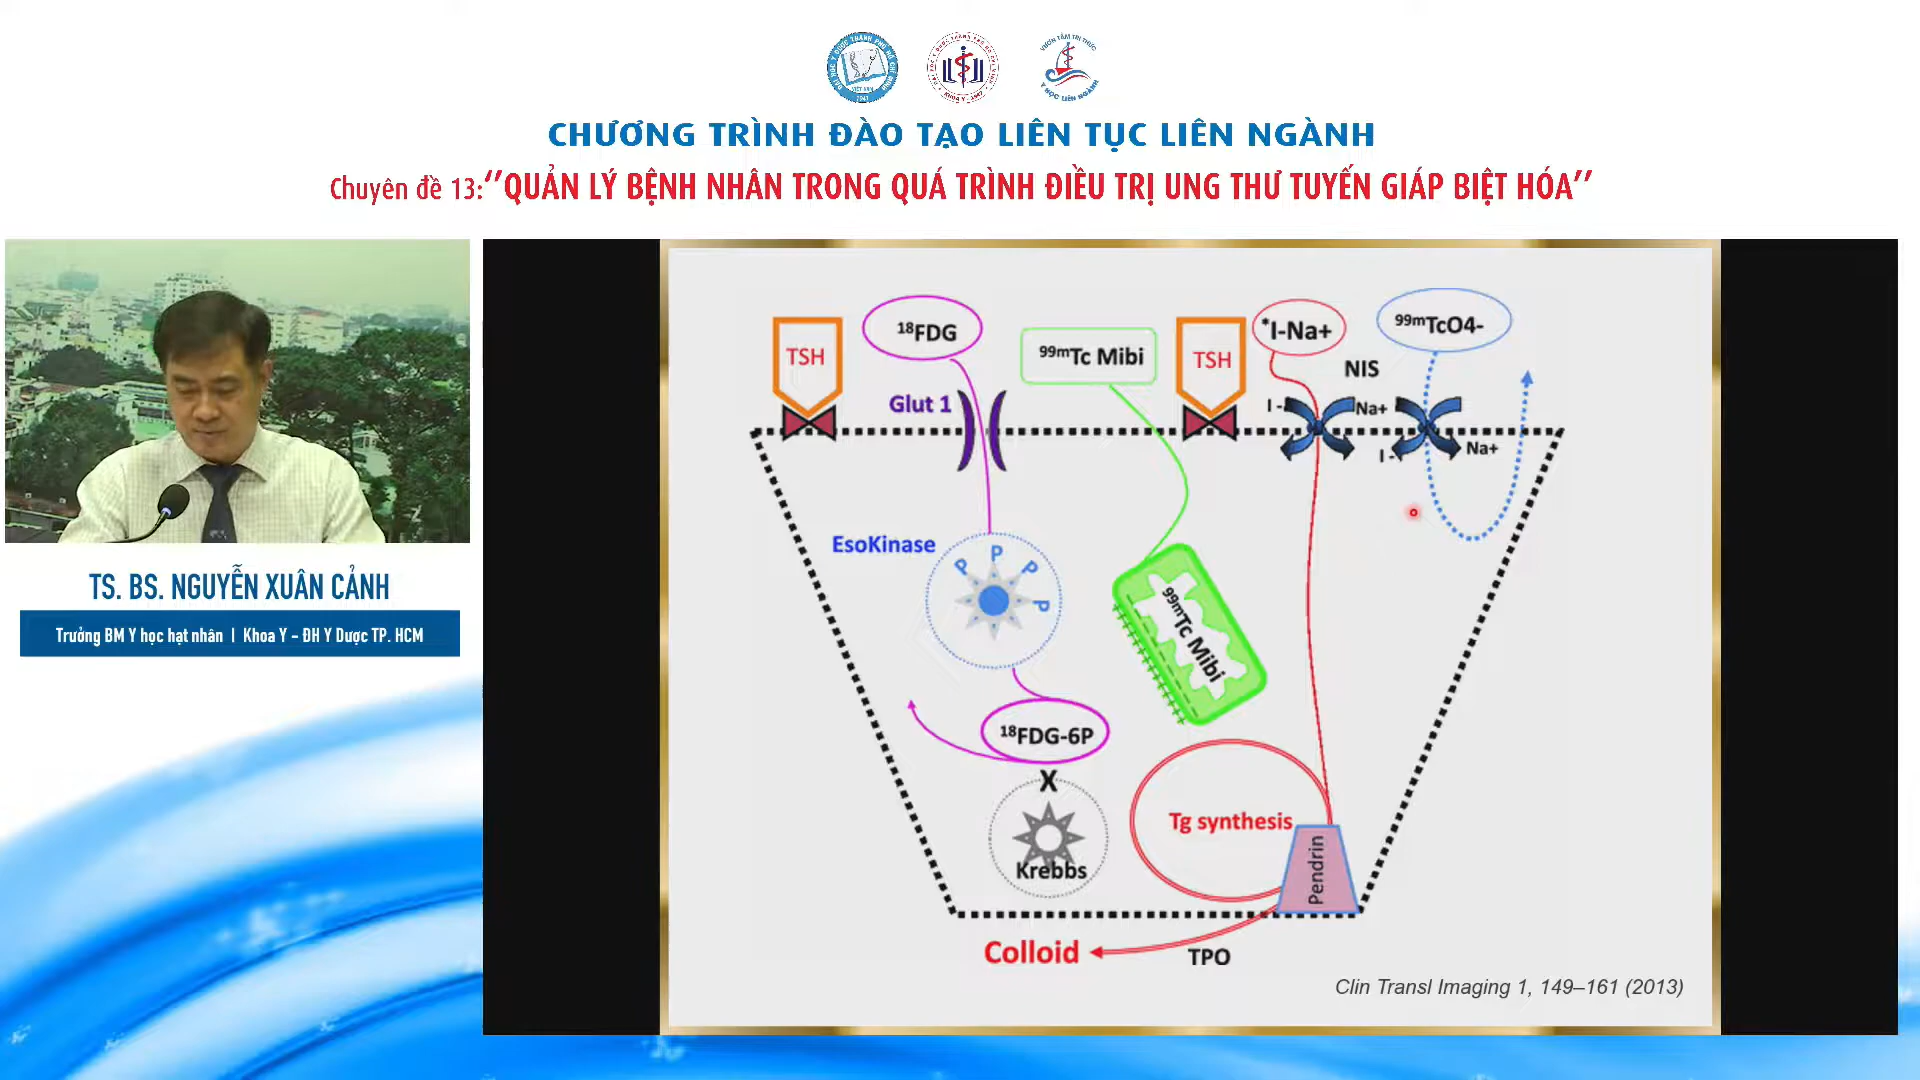 CHƯƠNG TRÌNH ĐÀO TẠO LIÊN TỤC LIÊN NGÀNH
Chuyên đề 13:‘’QUẢN LÝ BỆNH NHÂN TRONG QUÁ TRÌNH ĐIỀU TRỊ UNG THƯ TUYẾN GIÁP BIỆT HÓA’’
TS. BS. NGUYỄN XUÂN CẢNH
Trưởng BM Y học hạt nhân I Khoa Y - ĐH Y Dược TP. HCM
TSH
18FDG
99mTc Mibi
TSH
*I-Na+
99mTcO4-
NIS
Glut 1
I -
Na+
I -
Na+
EsoKinase
P
P
P
P
99mTc Mibi
18FDG-6P
X
Krebbs
Tg synthesis
Pendrin
Colloid
TPO
Clin Transl Imaging 1, 149–161 (2013)